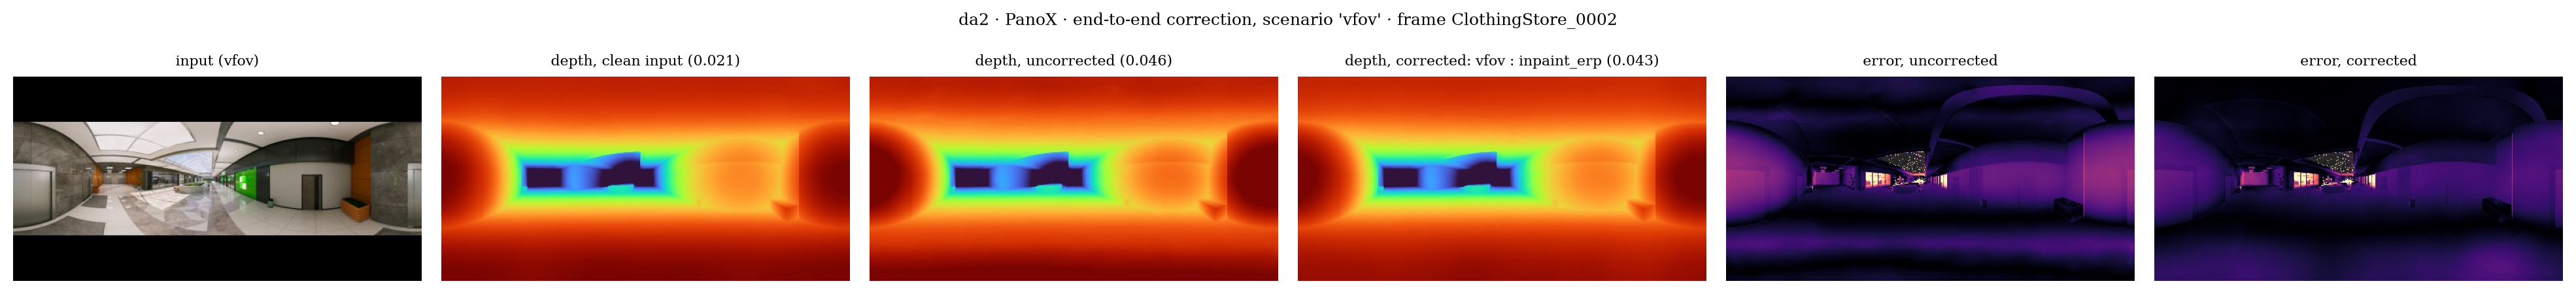 da2 · PanoX · end-to-end correction, scenario 'vfov' · frame ClothingStore_0002
input (vfov)
depth, clean input (0.021)
depth, uncorrected (0.046)
depth, corrected: vfov : inpaint_erp (0.043)
error, uncorrected
error, corrected